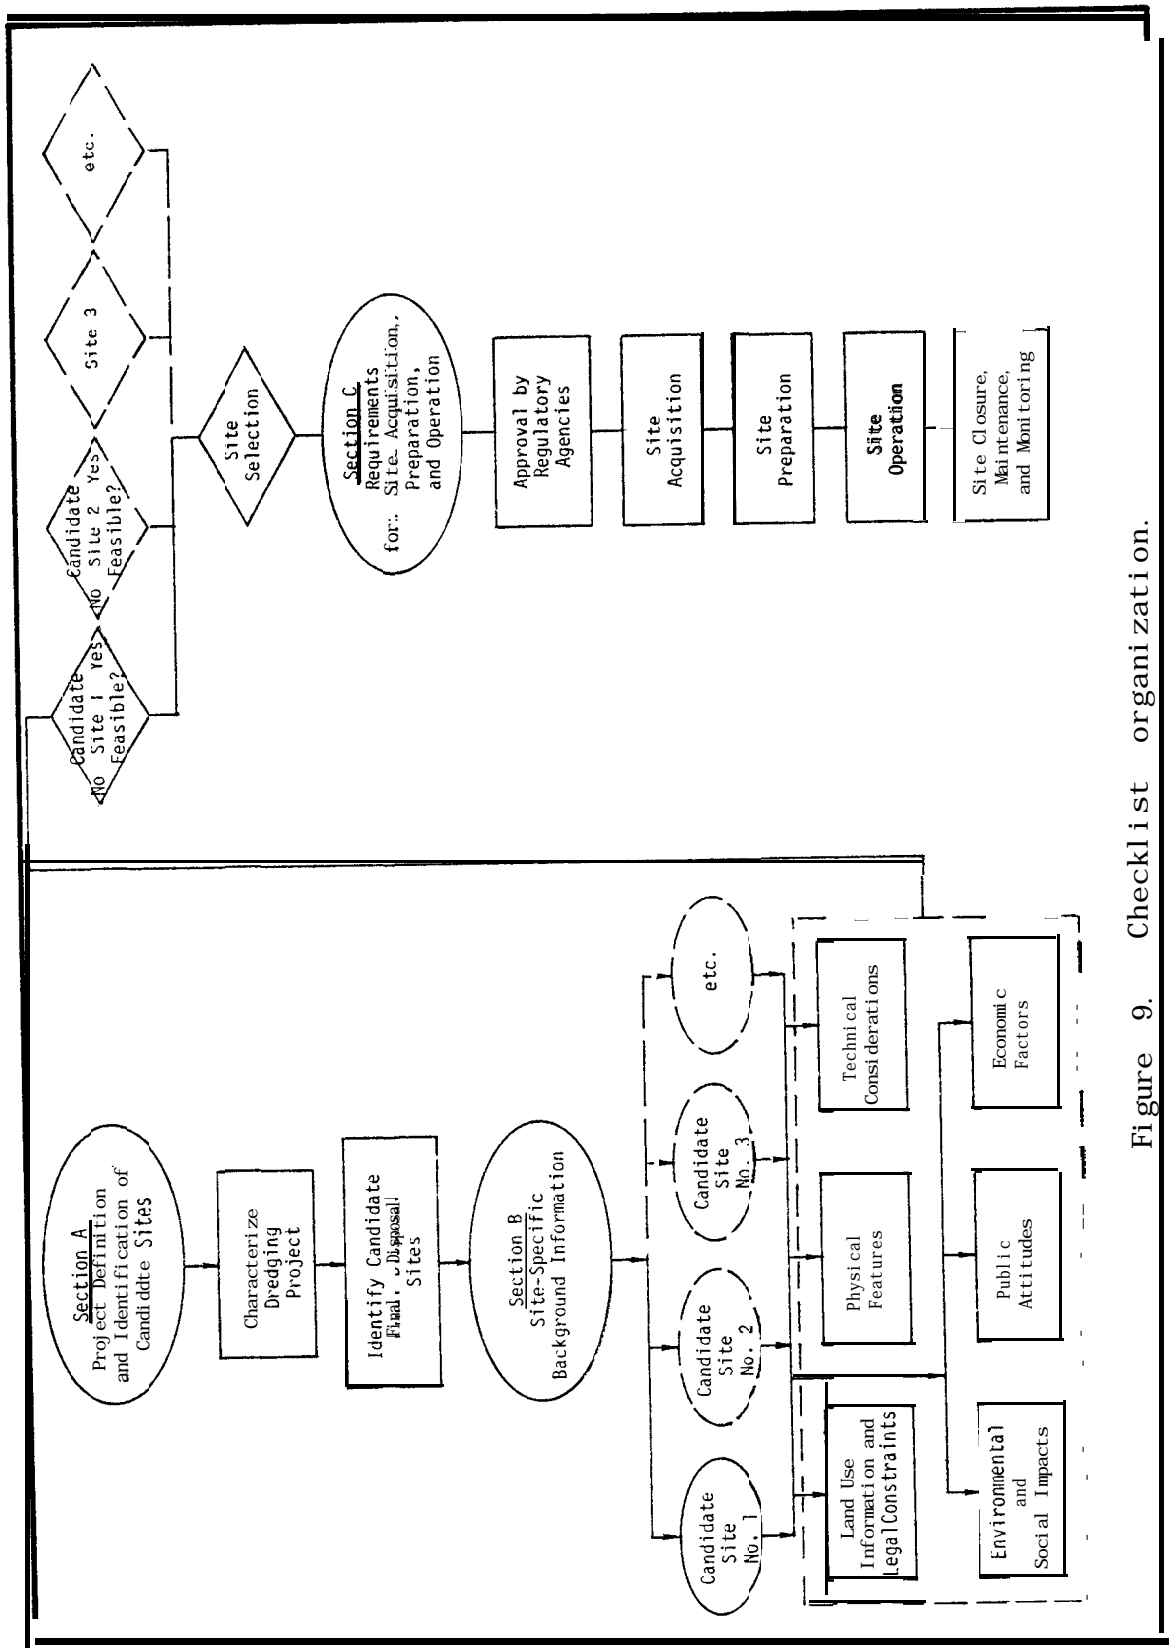 Section A
Project Definition
and Identification of
Candiddte Sites
Characterize
Dredging
Project
Identify Candidate
Final Disposal
Sites
Section B
Site-Specific
Background Information
Candidate
Site
No. 1
Candidate
Site
No. 2
Candidate
Site
No. 3
etc.
Land Use
Information and
Legal Constraints
Physical
Features
Technical
Considerations
Environmental
and
Social Impacts
Public
Attitudes
Economic
Factors
Candidate
No Site 1 Yes
Feasible?
Candidate
No Site 2 Yes
Feasible?
Site 3
etc.
Site
Selection
Section C
Requirements
for: Site Acquisition,
Preparation,
and Operation
Approval by
Regulatory
Agencies
Site
Acquisition
Site
Preparation
Site
Operation
Site Closure,
Maintenance,
and Monitoring
Figure 9. Checklist organization.